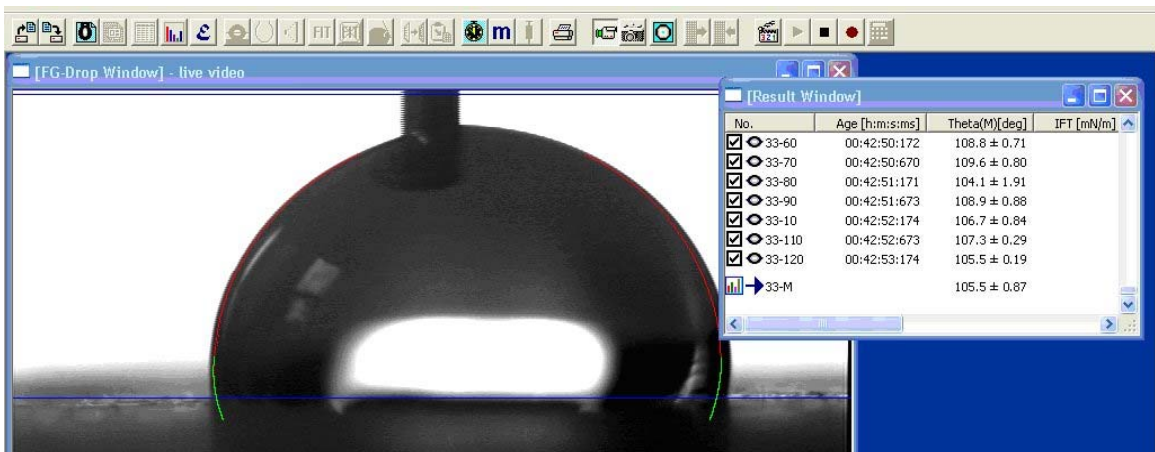 ε FIT m 321
[FG-Drop Window] - live video
[Result Window]
No. Age [h:m:s:ms] Theta(M)[deg] IFT [mN/m]
33-60 00:42:50:172 108.8 ± 0.71
33-70 00:42:50:670 109.6 ± 0.80
33-80 00:42:51:171 104.1 ± 1.91
33-90 00:42:51:673 108.9 ± 0.88
33-10 00:42:52:174 106.7 ± 0.84
33-110 00:42:52:673 107.3 ± 0.29
33-120 00:42:53:174 105.5 ± 0.19
33-M 105.5 ± 0.87